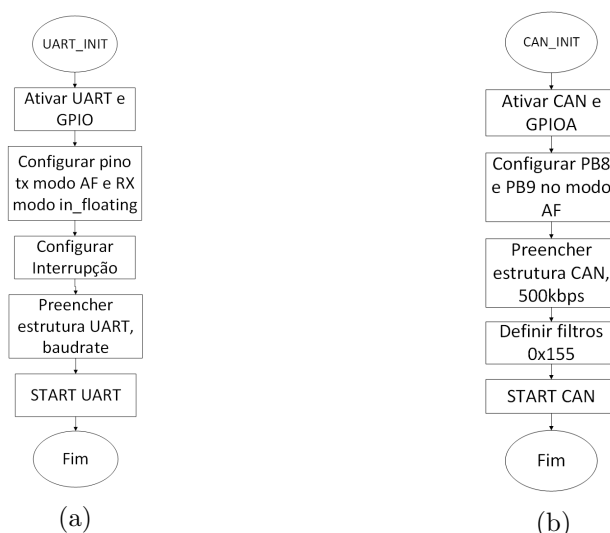 UART_INIT
Ativar UART e
GPIO
Configurar pino
tx modo AF e RX
modo in_floating
Configurar
Interrupção
Preencher
estrutura UART,
baudrate
START UART
Fim
(a)
CAN_INIT
Ativar CAN e
GPIOA
Configurar PB8
e PB9 no modo
AF
Preencher
estrutura CAN,
500kbps
Definir filtros
0x155
START CAN
Fim
(b)